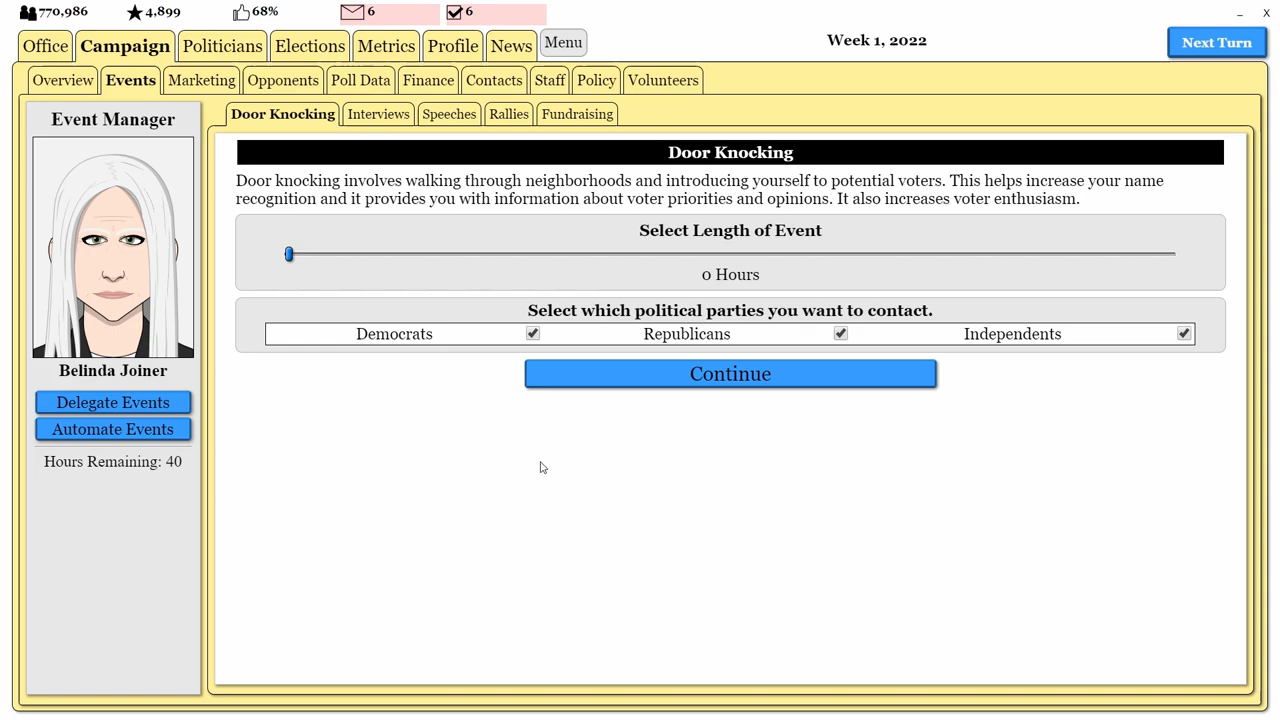 770,986 4,899 68% 6 6 _ X
Office Campaign Politicians Elections Metrics Profile News Menu Week 1, 2022 Next Turn
Overview Events Marketing Opponents Poll Data Finance Contacts Staff Policy Volunteers
Event Manager
Belinda Joiner
Delegate Events
Automate Events
Hours Remaining: 40
Door Knocking Interviews Speeches Rallies Fundraising
Door Knocking
Door knocking involves walking through neighborhoods and introducing yourself to potential voters. This helps increase your name
recognition and it provides you with information about voter priorities and opinions. It also increases voter enthusiasm.
Select Length of Event
0 Hours
Select which political parties you want to contact.
Democrats Republicans Independents
Continue